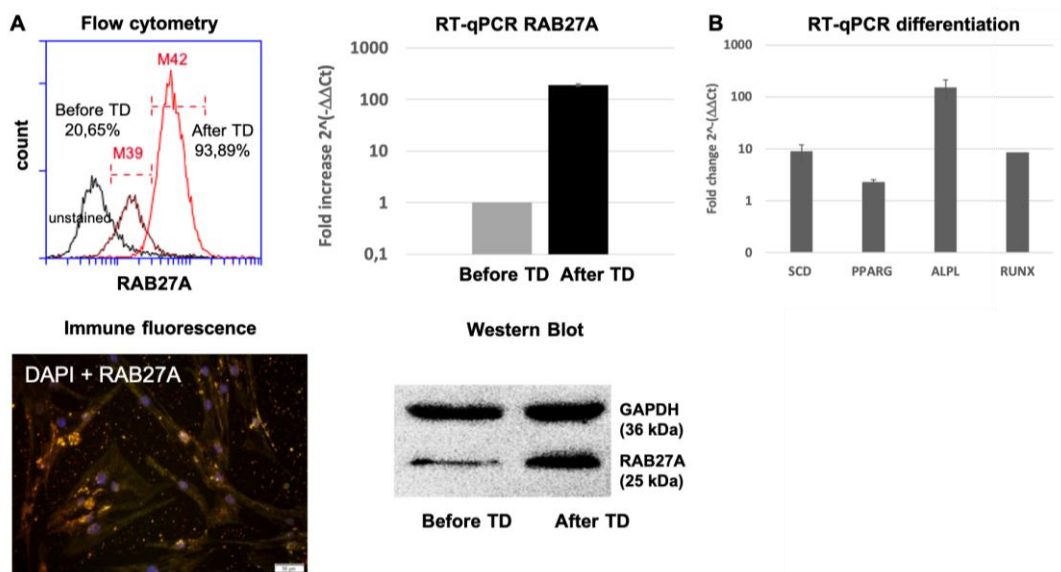 A
Flow cytometry
M42
Before TD
20,65%
After TD
93,89%
M39
unstained
count
RAB27A
RT-qPCR RAB27A
Fold increase 2^(-ΔΔCt)
1000
100
10
1
0,1
Before TD After TD
B
RT-qPCR differentiation
Fold change 2^-(ΔΔCt)
1000
100
10
1
0
SCD PPARG ALPL RUNX
Immune fluorescence
DAPI + RAB27A
Western Blot
GAPDH
(36 kDa)
RAB27A
(25 kDa)
Before TD After TD